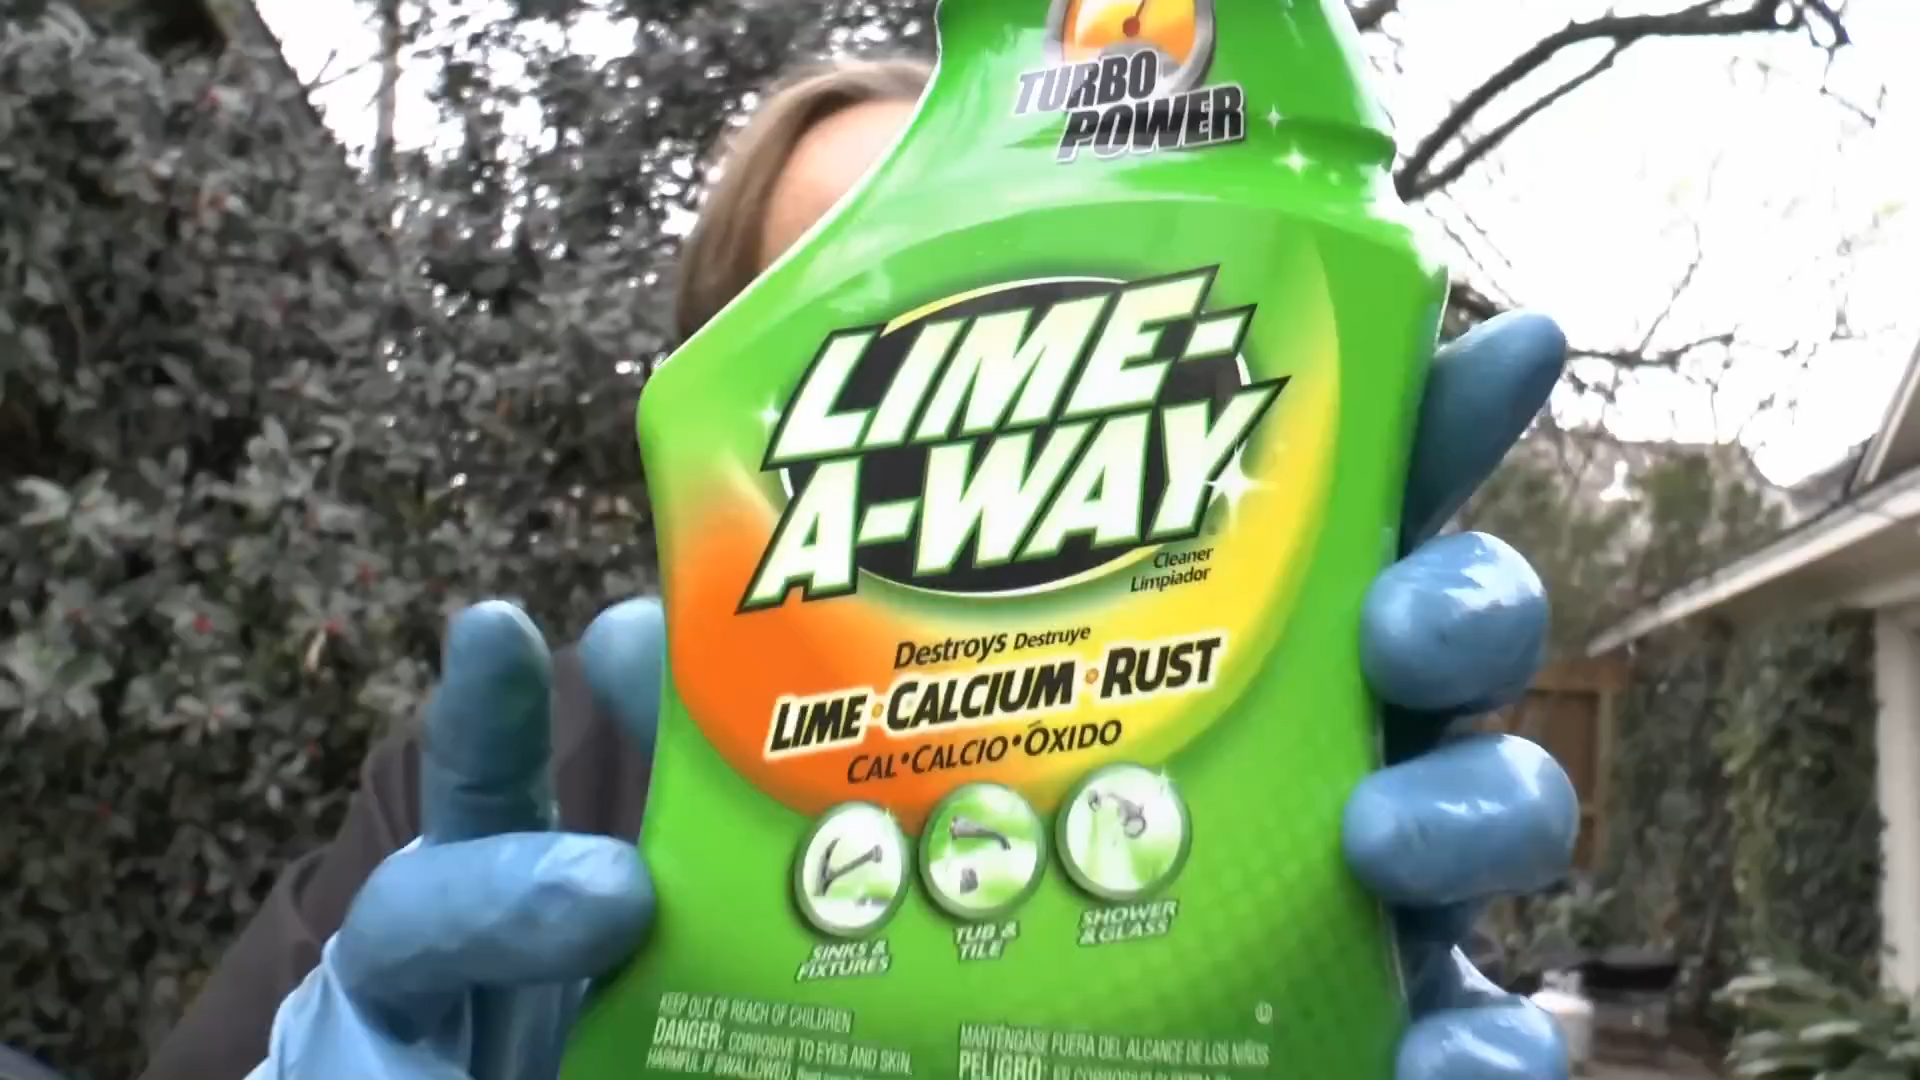 TURBO
POWER
LIME-
A-WAY
Cleaner
Limpiador
Destroys Destruye
LIME • CALCIUM • RUST
CAL • CALCIO • ÓXIDO
SINKS &
FIXTURES
TUB &
TILE
SHOWER
& GLASS
KEEP OUT OF REACH OF CHILDREN
DANGER: CORROSIVE TO EYES AND SKIN.
HARMFUL IF SWALLOWED.
MANTÉNGASE FUERA DEL ALCANCE DE LOS NIÑOS
PELIGRO: ES CORROSIVO